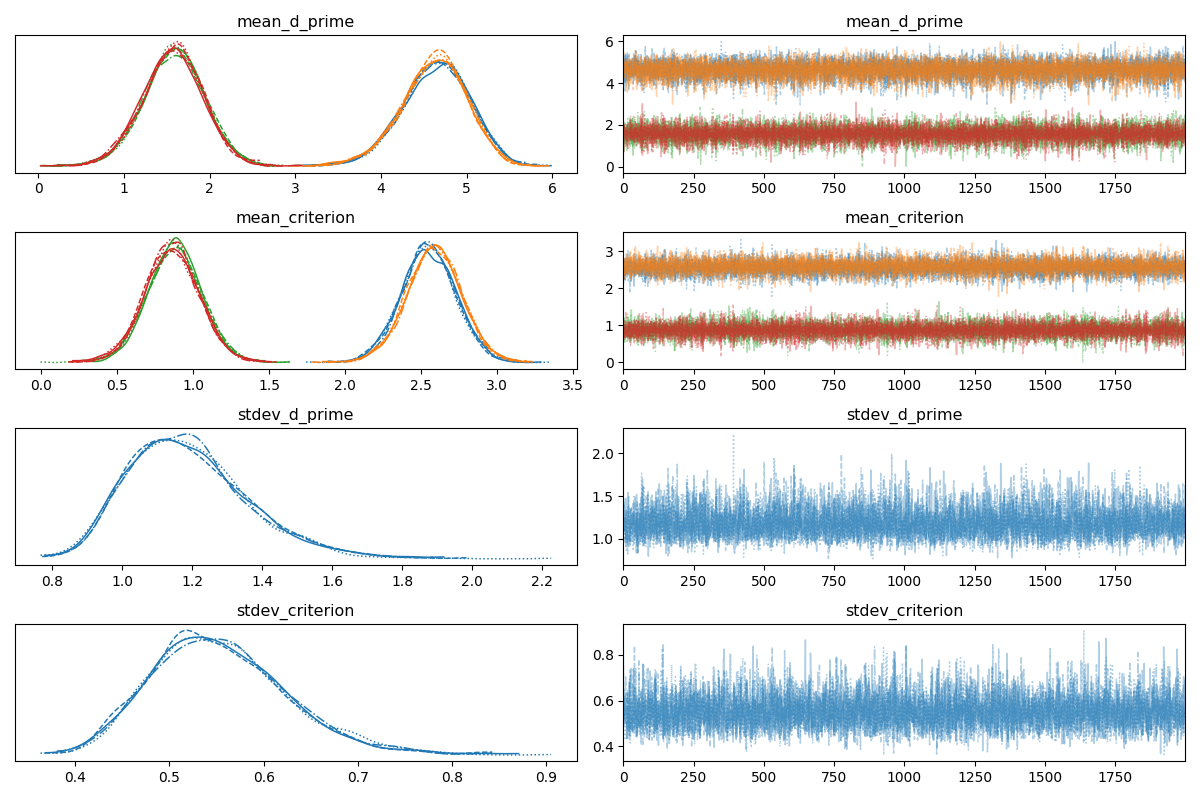 mean_d_prime mean_d_prime
6
4
2
0
0 1 2 3 4 5 6 0 250 500 750 1000 1250 1500 1750
mean_criterion mean_criterion
3
2
1
0
0.0 0.5 1.0 1.5 2.0 2.5 3.0 3.5 0 250 500 750 1000 1250 1500 1750
stdev_d_prime stdev_d_prime
2.0
1.5
1.0
0.8 1.0 1.2 1.4 1.6 1.8 2.0 2.2 0 250 500 750 1000 1250 1500 1750
stdev_criterion stdev_criterion
0.8
0.6
0.4
0.4 0.5 0.6 0.7 0.8 0.9 0 250 500 750 1000 1250 1500 1750